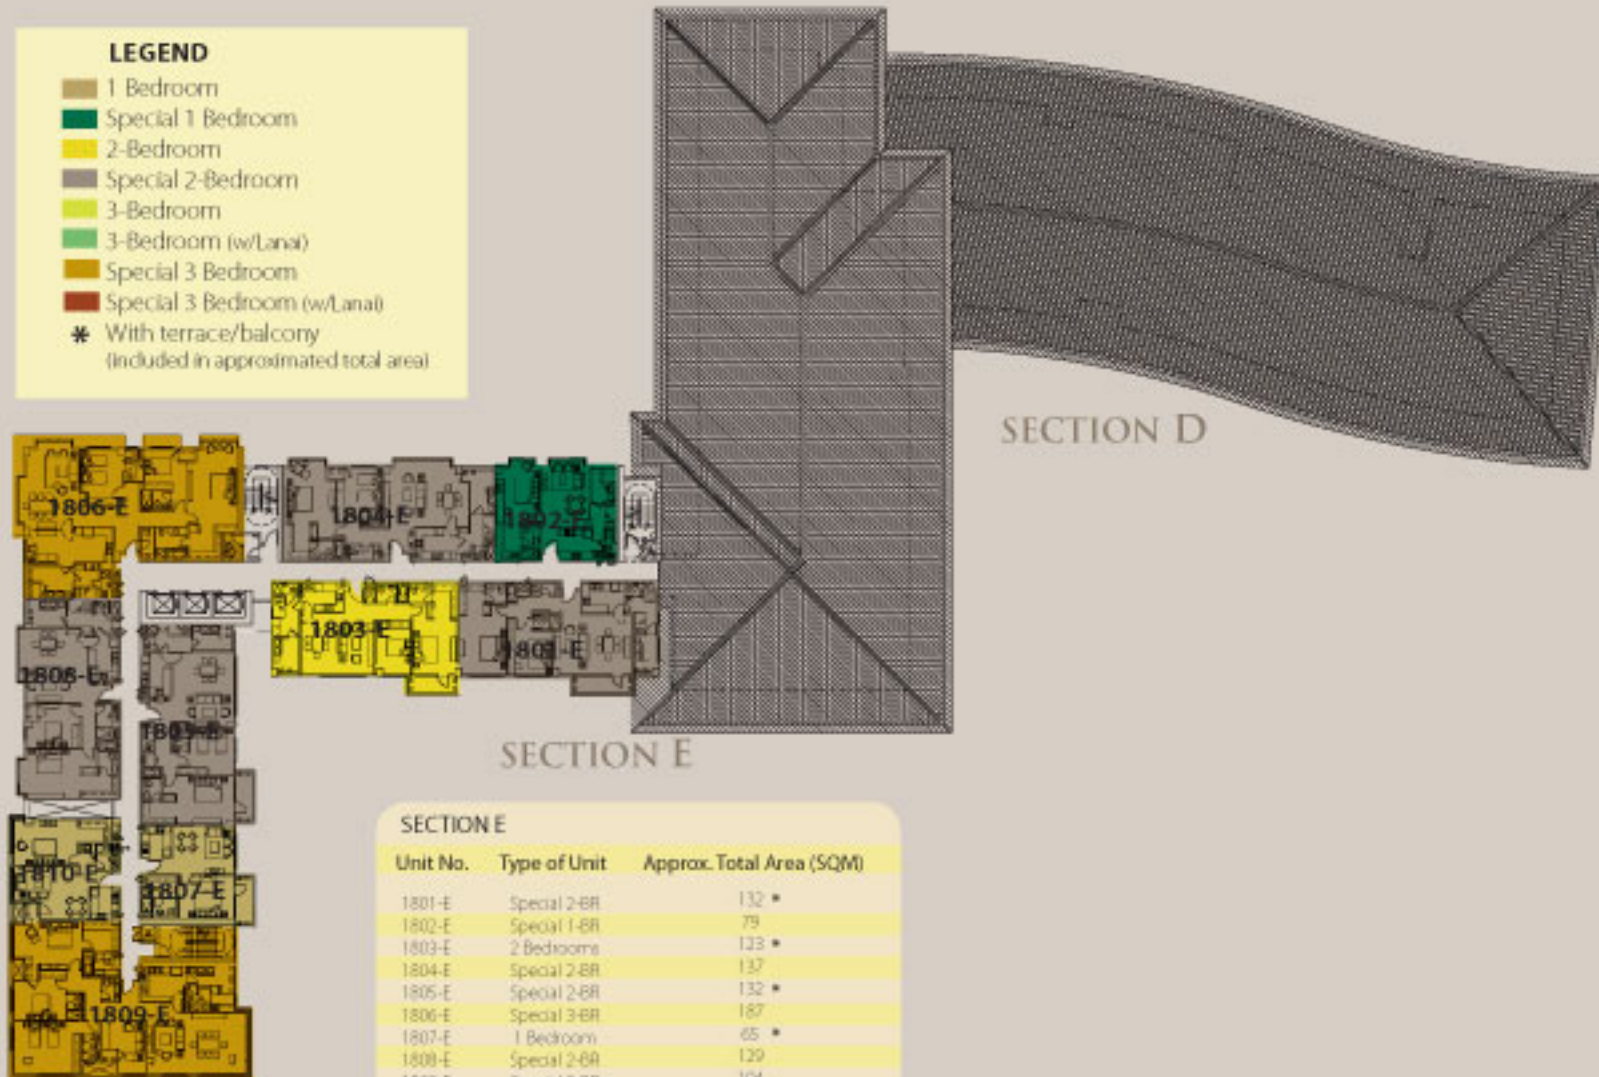 LEGEND
1 Bedroom
Special 1 Bedroom
2-Bedroom
Special 2-Bedroom
3-Bedroom
3-Bedroom (w/Lanai)
Special 3 Bedroom
Special 3 Bedroom (w/Lanai)
* With terrace/balcony
(included in approximated total area)
SECTION D
1806-E
1804-E
1802-E
1803-E
1801-E
1808-E
1805-E
SECTION E
1810-E
1807-E
1809-E
SECTION E
Unit No. Type of Unit Approx. Total Area (SQM)
1801-E Special 2-BR 132 *
1802-E Special 1-BR 79
1803-E 2 Bedrooms 123 *
1804-E Special 2-BR 137
1805-E Special 2-BR 132 *
1806-E Special 3-BR 187
1807-E 1 Bedroom 65 *
1808-E Special 2-BR 129